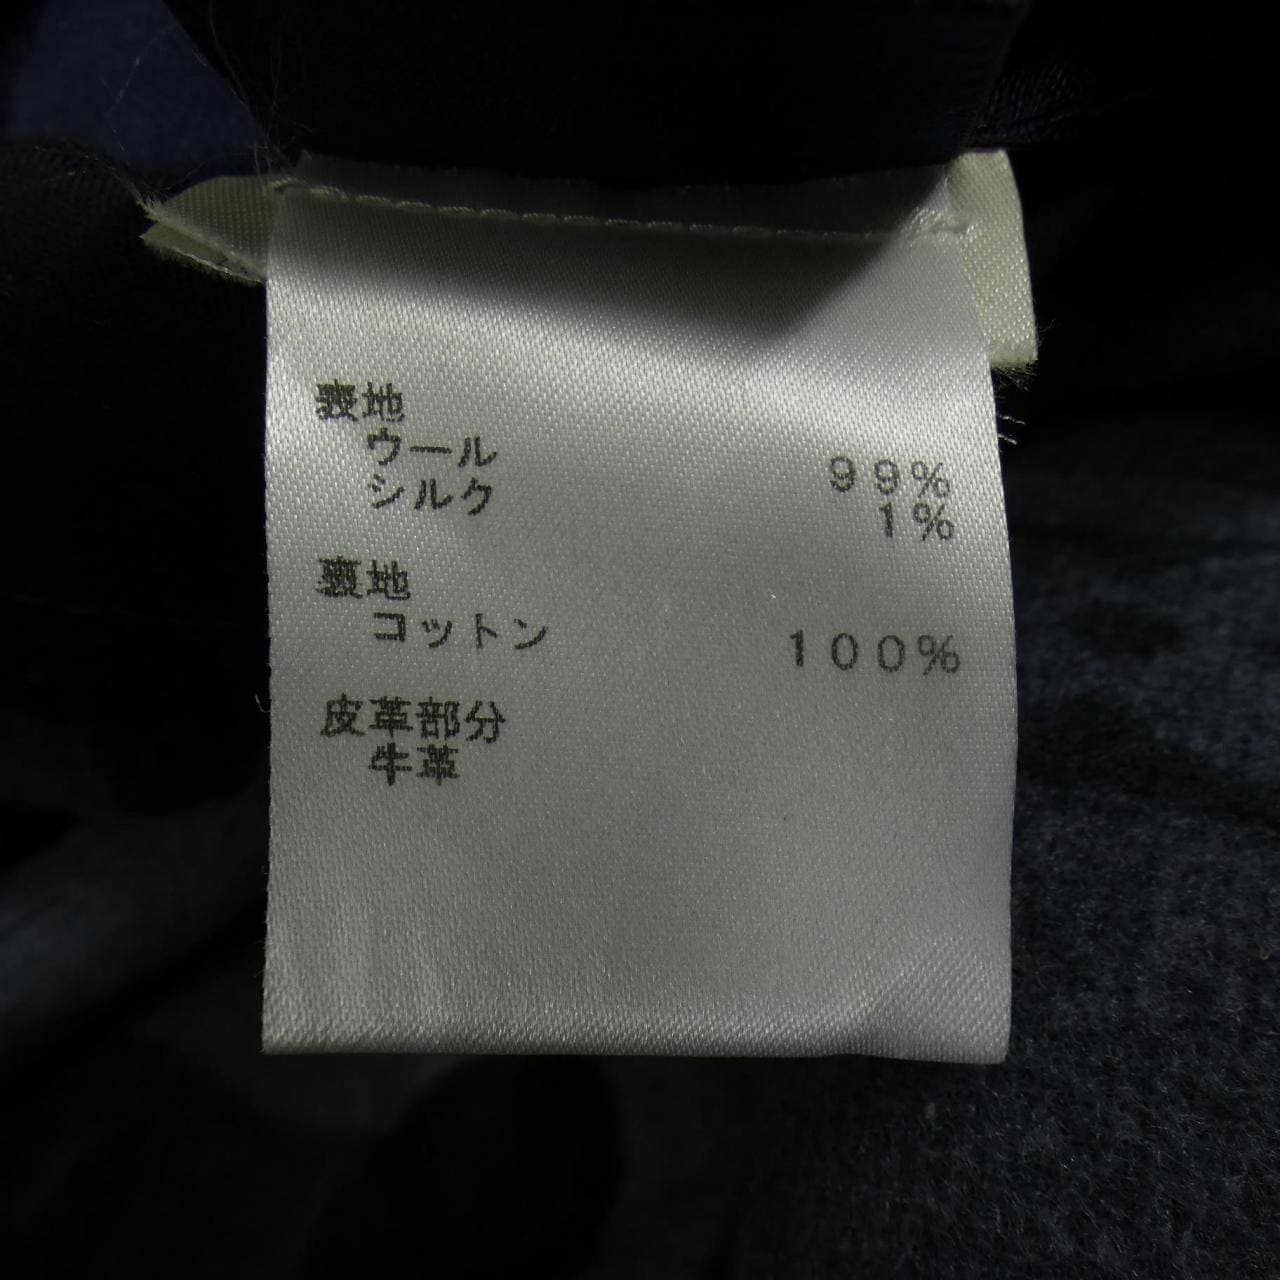 表地
ウール 99%
シルク 1%
裏地
コットン 100%
皮革部分
牛革